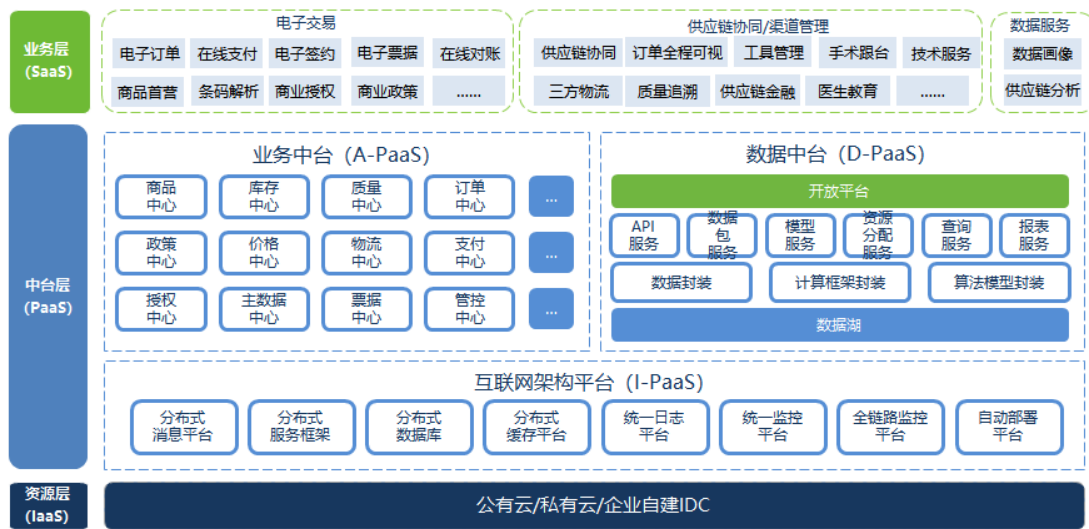 业务层
(SaaS)
电子交易
电子订单
在线支付
电子签约
电子票据
在线对账
商品首营
条码解析
商业授权
商业政策
......
供应链协同/渠道管理
供应链协同
订单全程可视
工具管理
手术跟台
技术服务
三方物流
质量追溯
供应链金融
医生教育
......
数据服务
数据画像
供应链分析
中台层
(PaaS)
业务中台（A-PaaS)
商品
中心
库存
中心
质量
中心
订单
中心
...
政策
中心
价格
中心
物流
中心
支付
中心
...
授权
中心
主数据
中心
票据
中心
管控
中心
...
数据中台（D-PaaS)
开放平台
API
服务
数据
包
服务
模型
服务
资源
分配
服务
查询
服务
报表
服务
数据封装
计算框架封装
算法模型封装
数据湖
互联网架构平台（I-PaaS)
分布式
消息平台
分布式
服务框架
分布式
数据库
分布式
缓存平台
统一日志
平台
统一监控
平台
全链路监控
平台
自动部署
平台
资源层
(IaaS)
公有云/私有云/企业自建IDC